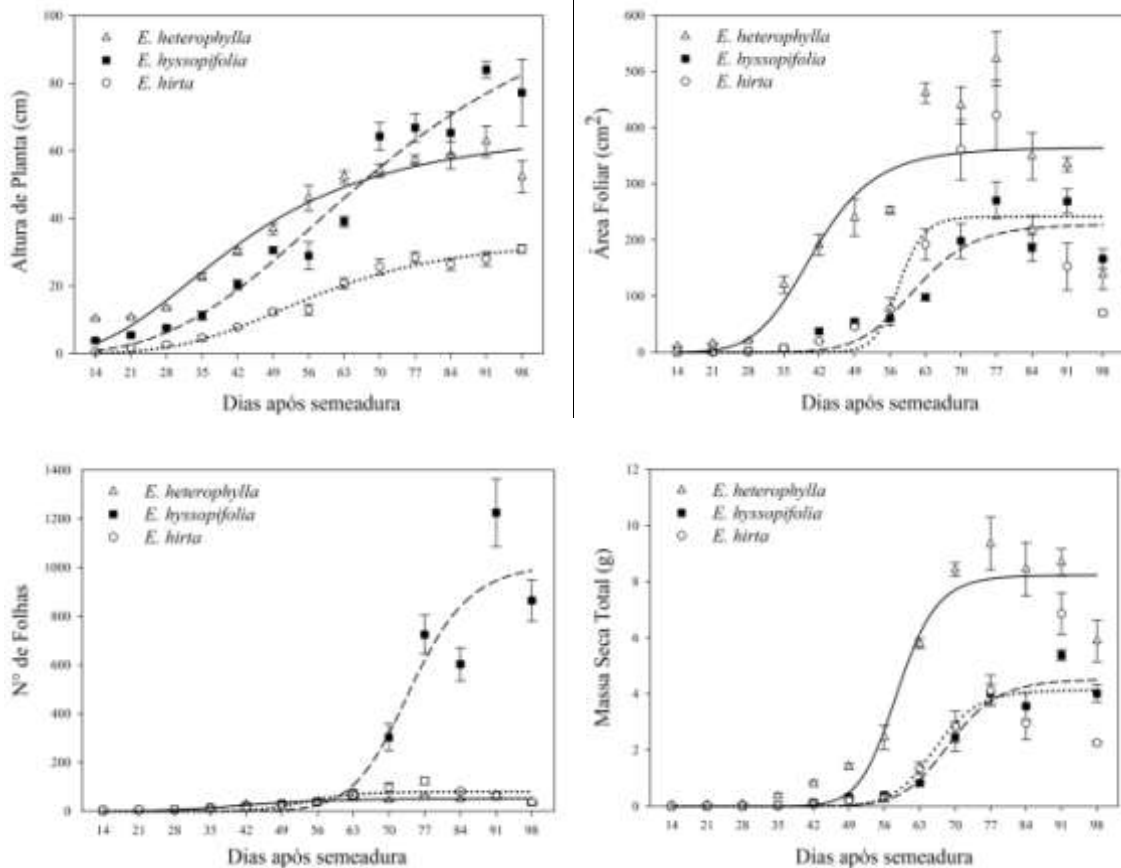 100
80
60
40
20
0
Altura de Planta (cm)
E. heterophylla
E. hyssopifolia
E. hirta
14 21 28 35 42 49 56 63 70 77 84 91 98
Dias após semeadura
600
500
400
300
200
100
0
Área Foliar (cm²)
E. heterophylla
E. hyssopifolia
E. hirta
14 21 28 35 42 49 56 63 70 77 84 91 98
Dias após semeadura
1400
1200
1000
800
600
400
200
0
N° de Folhas
E. heterophylla
E. hyssopifolia
E. hirta
14 21 28 35 42 49 56 63 70 77 84 91 98
Dias após semeadura
12
10
8
6
4
2
0
Massa Seca Total (g)
E. heterophylla
E. hyssopifolia
E. hirta
14 21 28 35 42 49 56 63 70 77 84 91 98
Dias após semeadura